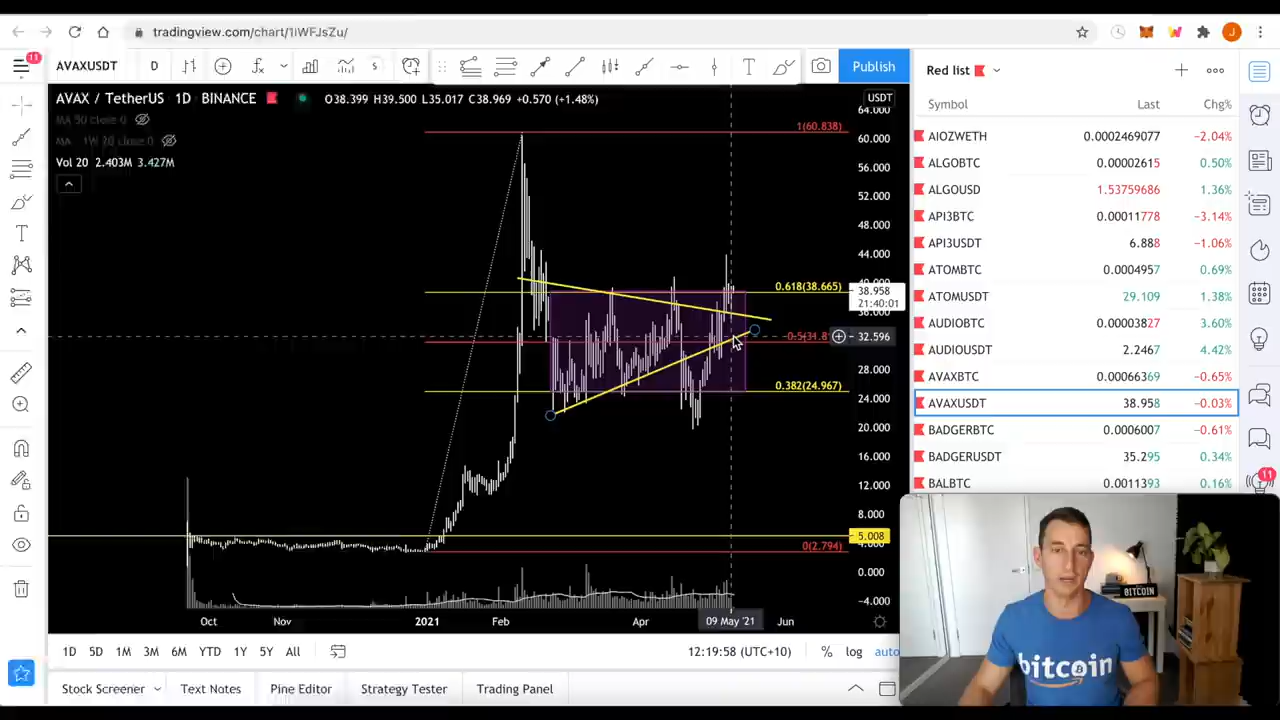 tradingview.com/chart/1iWFJsZu/
J
11
AVAXUSDT
D
s
Publish
Red list
AVAX / TetherUS 1D BINANCE
O38.399 H39.500 L35.017 C38.969 +0.570 (+1.48%)
MA 50 close 0
MA 1W 20 close 0
Vol 20 2.403M 3.427M
USDT
64.000
60.000
56.000
52.000
48.000
44.000
36.000
28.000
24.000
20.000
16.000
12.000
8.000
4.000
0.000
−4.000
1(60.838)
0.618(38.665)
38.958
21:40:01
0.5(31.8
32.596
0.382(24.967)
5.008
0(2.794)
Oct
Nov
2021
Feb
Apr
09 May '21
Jun
1D 5D 1M 3M 6M YTD 1Y 5Y All
12:19:58 (UTC+10)
% log auto
Stock Screener
Text Notes
Pine Editor
Strategy Tester
Trading Panel
Symbol Last Chg%
AIOZWETH 0.0002469077 −2.04%
ALGOBTC 0.00002615 0.50%
ALGOUSD 1.53759686 1.36%
API3BTC 0.00011778 −3.14%
API3USDT 6.888 −1.06%
ATOMBTC 0.0004957 0.69%
ATOMUSDT 29.109 1.38%
AUDIOBTC 0.00003827 3.60%
AUDIOUSDT 2.2467 4.42%
AVAXBTC 0.00066369 −0.65%
AVAXUSDT 38.958 −0.03%
BADGERBTC 0.0006007 −0.61%
BADGERUSDT 35.295 0.34%
BALBTC 0.0011393 0.16%
11
BITCOIN
bitcoin